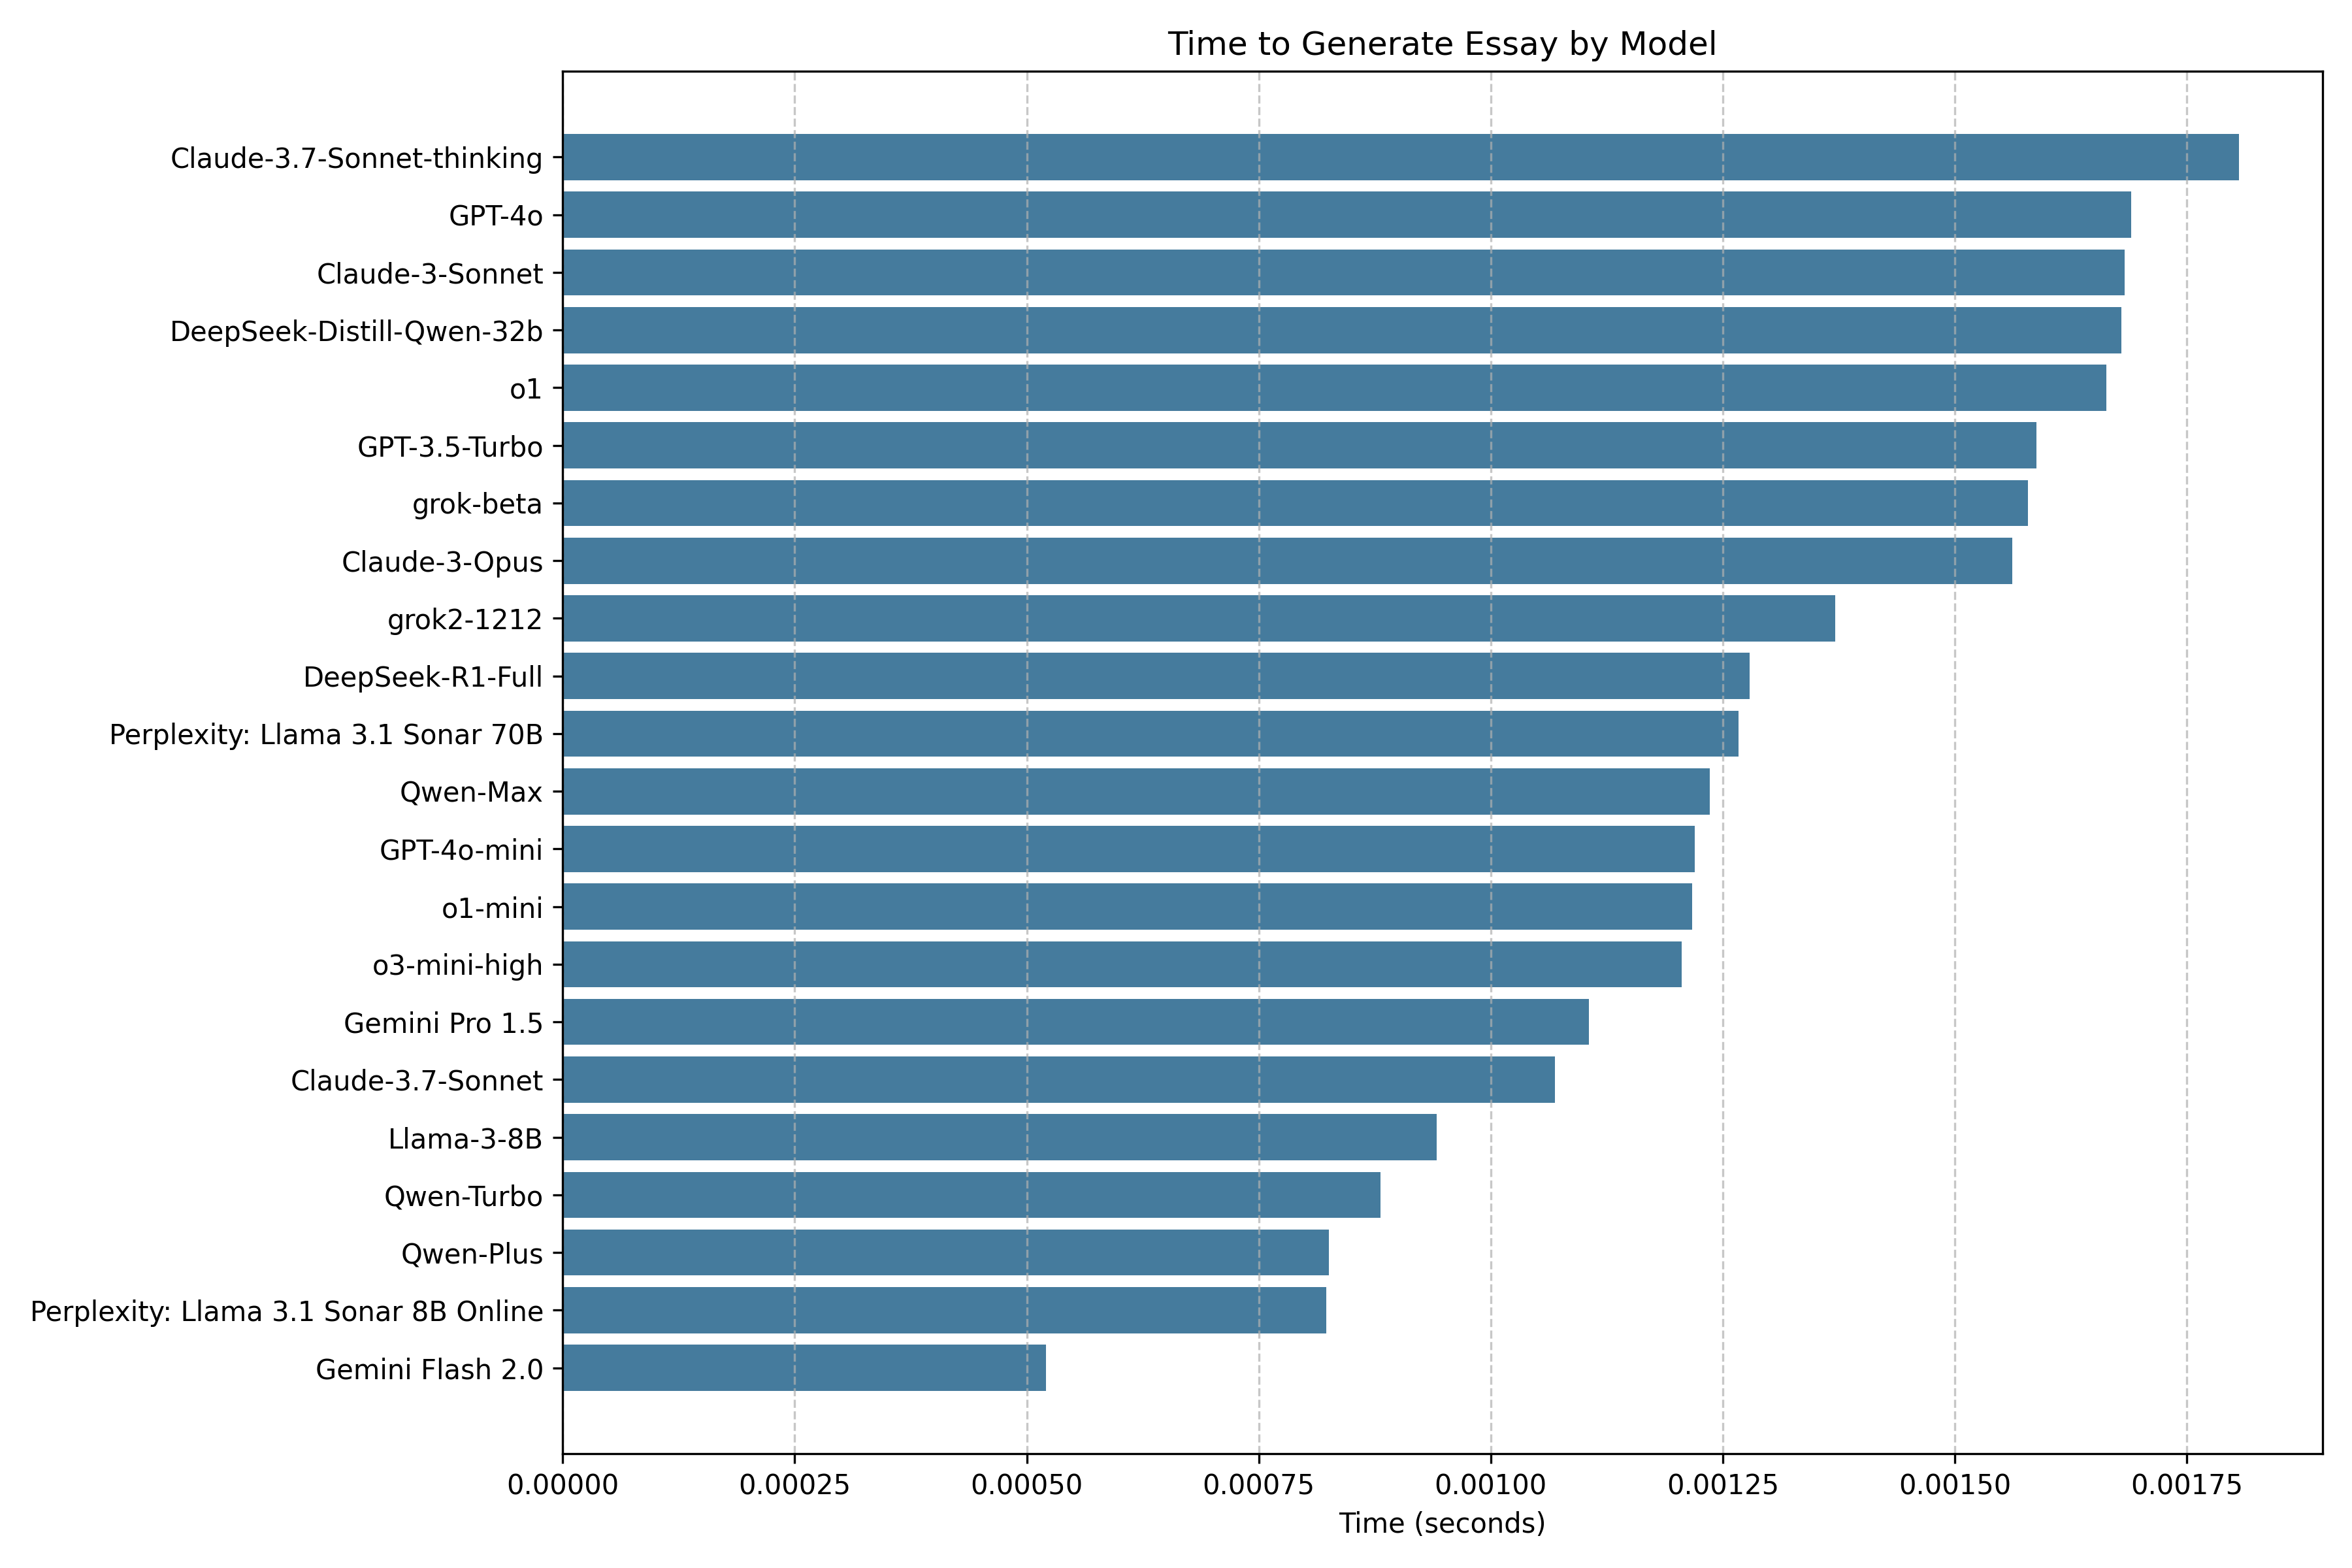 Time to Generate Essay by Model
Claude-3.7-Sonnet-thinking
GPT-4o
Claude-3-Sonnet
DeepSeek-Distill-Qwen-32b
o1
GPT-3.5-Turbo
grok-beta
Claude-3-Opus
grok2-1212
DeepSeek-R1-Full
Perplexity: Llama 3.1 Sonar 70B
Qwen-Max
GPT-4o-mini
o1-mini
o3-mini-high
Gemini Pro 1.5
Claude-3.7-Sonnet
Llama-3-8B
Qwen-Turbo
Qwen-Plus
Perplexity: Llama 3.1 Sonar 8B Online
Gemini Flash 2.0
0.00000 0.00025 0.00050 0.00075 0.00100 0.00125 0.00150 0.00175
Time (seconds)